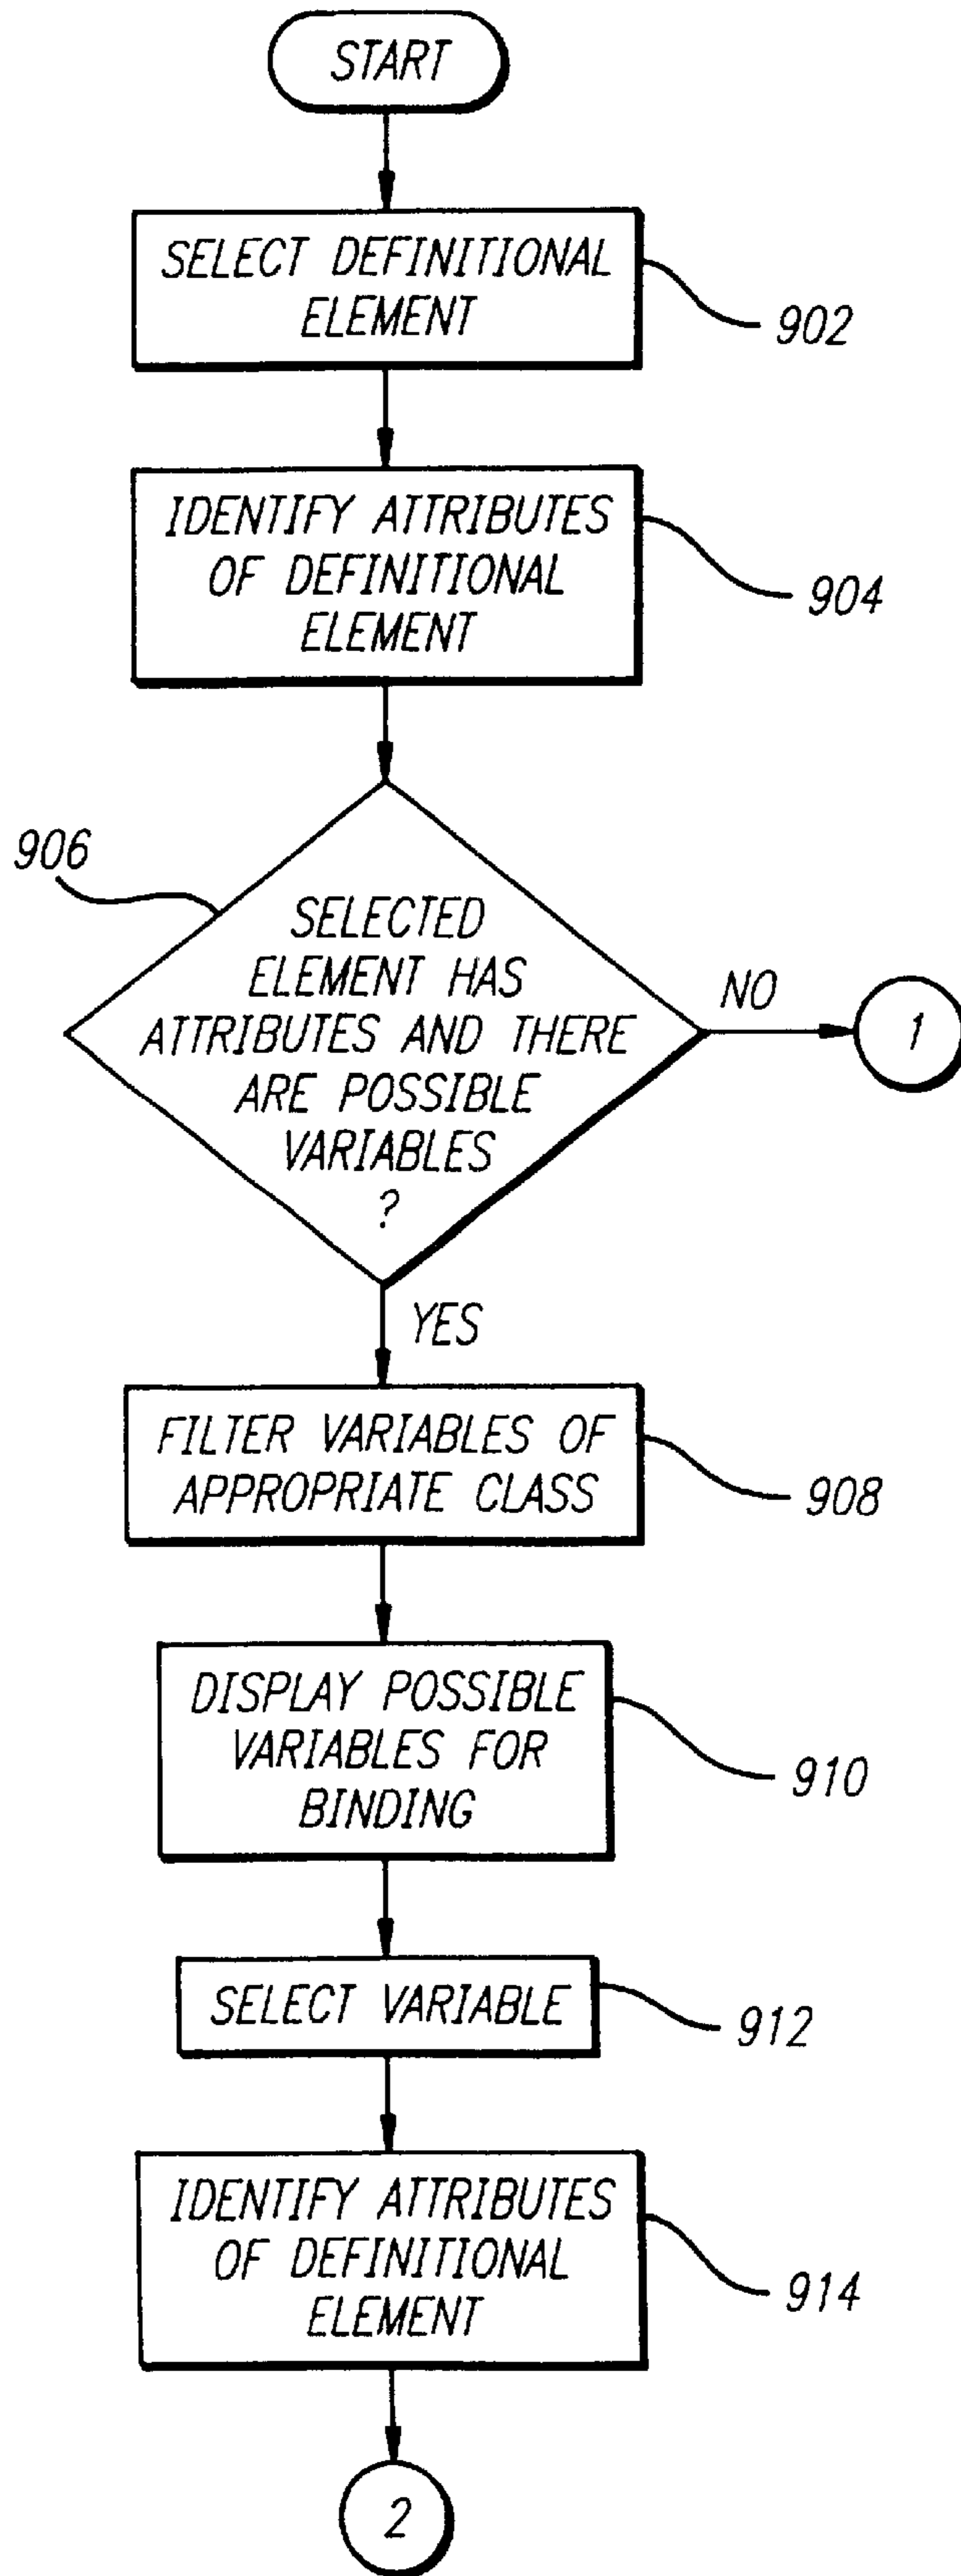 START
SELECT DEFINITIONAL
ELEMENT
902
IDENTIFY ATTRIBUTES
OF DEFINITIONAL
ELEMENT
904
906
SELECTED
ELEMENT HAS
ATTRIBUTES AND THERE
ARE POSSIBLE
VARIABLES
?
NO
1
YES
FILTER VARIABLES OF
APPROPRIATE CLASS
908
DISPLAY POSSIBLE
VARIABLES FOR
BINDING
910
SELECT VARIABLE
912
IDENTIFY ATTRIBUTES
OF DEFINITIONAL
ELEMENT
914
2